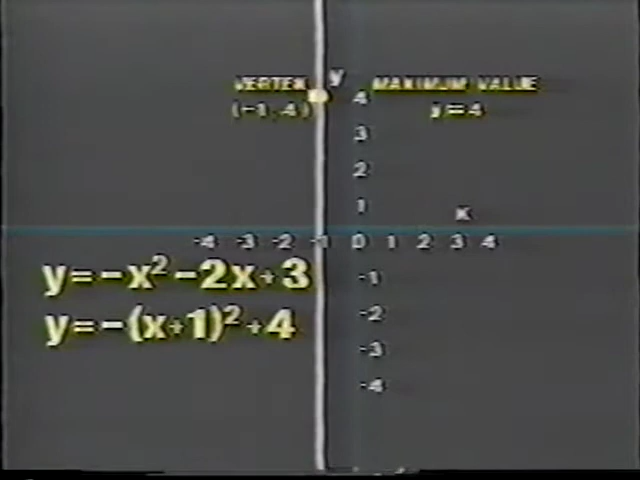 y
VERTEX
(-1,4)
MAXIMUM VALUE
y=4
4
3
2
1
x
-4 -3 -2 -1 0 1 2 3 4
y=-x²-2x+3
y=-(x+1)²+4
-1
-2
-3
-4